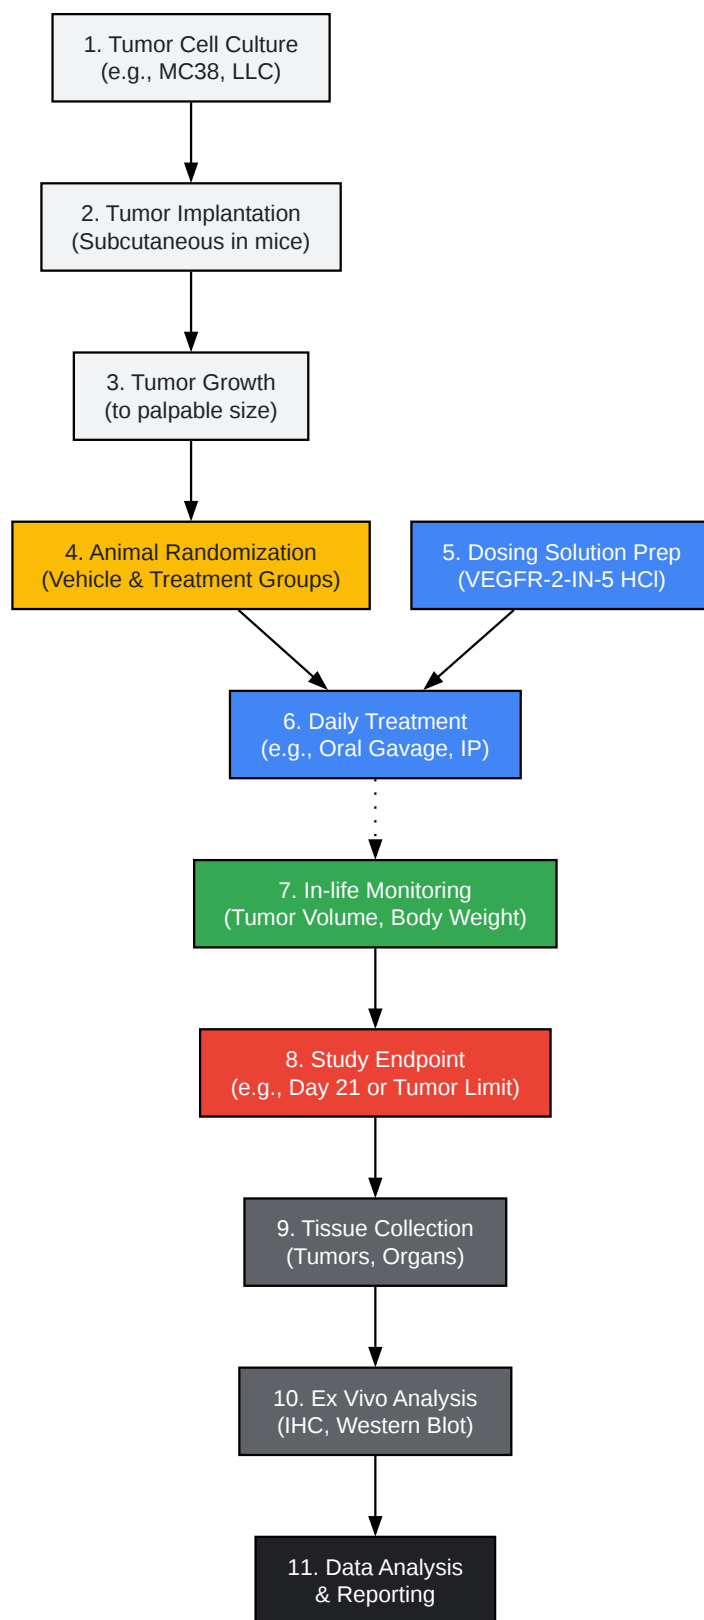 1. Tumor Cell Culture
(e.g., MC38, LLC)
2. Tumor Implantation
(Subcutaneous in mice)
3. Tumor Growth
(to palpable size)
4. Animal Randomization
(Vehicle & Treatment Groups)
5. Dosing Solution Prep
(VEGFR-2-IN-5 HCl)
6. Daily Treatment
(e.g., Oral Gavage, IP)
7. In-life Monitoring
(Tumor Volume, Body Weight)
8. Study Endpoint
(e.g., Day 21 or Tumor Limit)
9. Tissue Collection
(Tumors, Organs)
10. Ex Vivo Analysis
(IHC, Western Blot)
11. Data Analysis
& Reporting